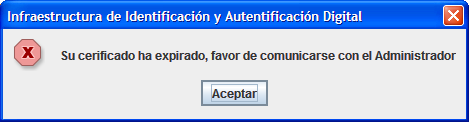 Infraestructura de Identificación y Autentificación Digital
Su cerificado ha expirado, favor de comunicarse con el Administrador
Aceptar